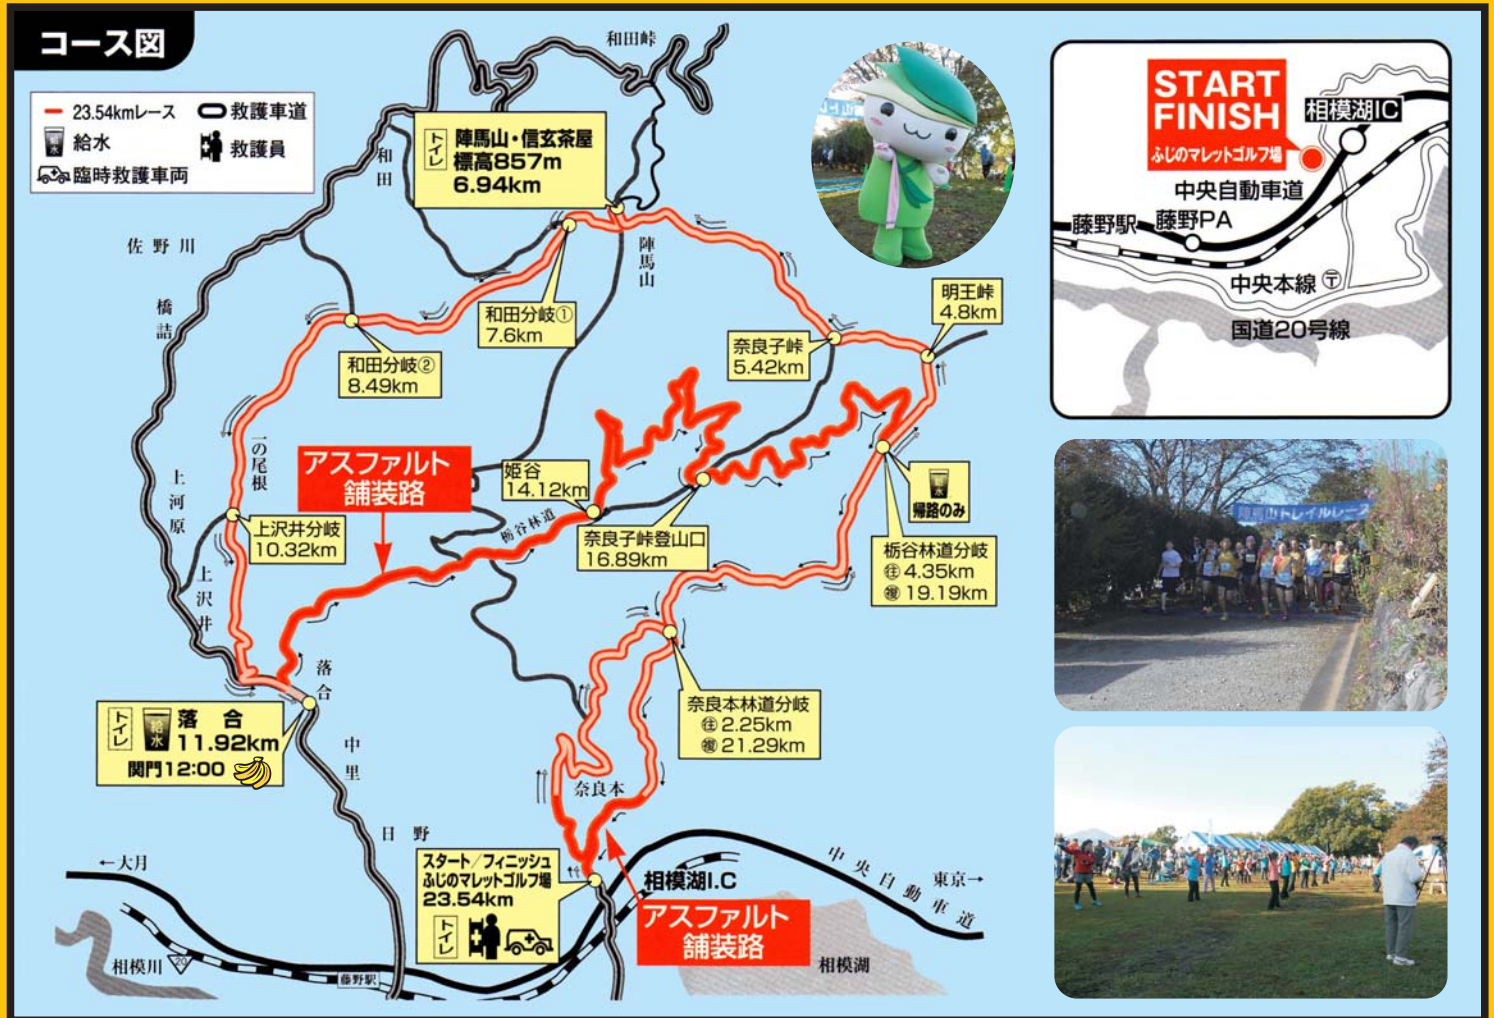 コース図
23.54kmレース
救護車道
給水
給水
救護員
臨時救護車両
和田峠
トイレ
陣馬山・信玄茶屋
標高857m
6.94km
和田
佐野川
陣馬山
橋詰
和田分岐①
7.6km
明王峠
4.8km
奈良子峠
5.42km
和田分岐②
8.49km
一の尾根
アスファルト
舗装路
姫谷
14.12km
給水
帰路のみ
上河原
上沢井分岐
10.32km
栃谷林道
奈良子峠登山口
16.89km
栃谷林道分岐
往 4.35km
複 19.19km
上沢井
落合
奈良本林道分岐
往 2.25km
複 21.29km
トイレ
給水
落 合
11.92km
関門12:00
中里
奈良本
日野
スタート/フィニッシュ
ふじのマレットゴルフ場
23.54km
トイレ
←大月
相模湖I.C
中央自動車道
東京→
アスファルト
舗装路
相模川
20
藤野駅
相模湖
START
FINISH
ふじのマレットゴルフ場
相模湖IC
中央自動車道
藤野駅
藤野PA
中央本線
〒
国道20号線
陣馬山トレイルレース